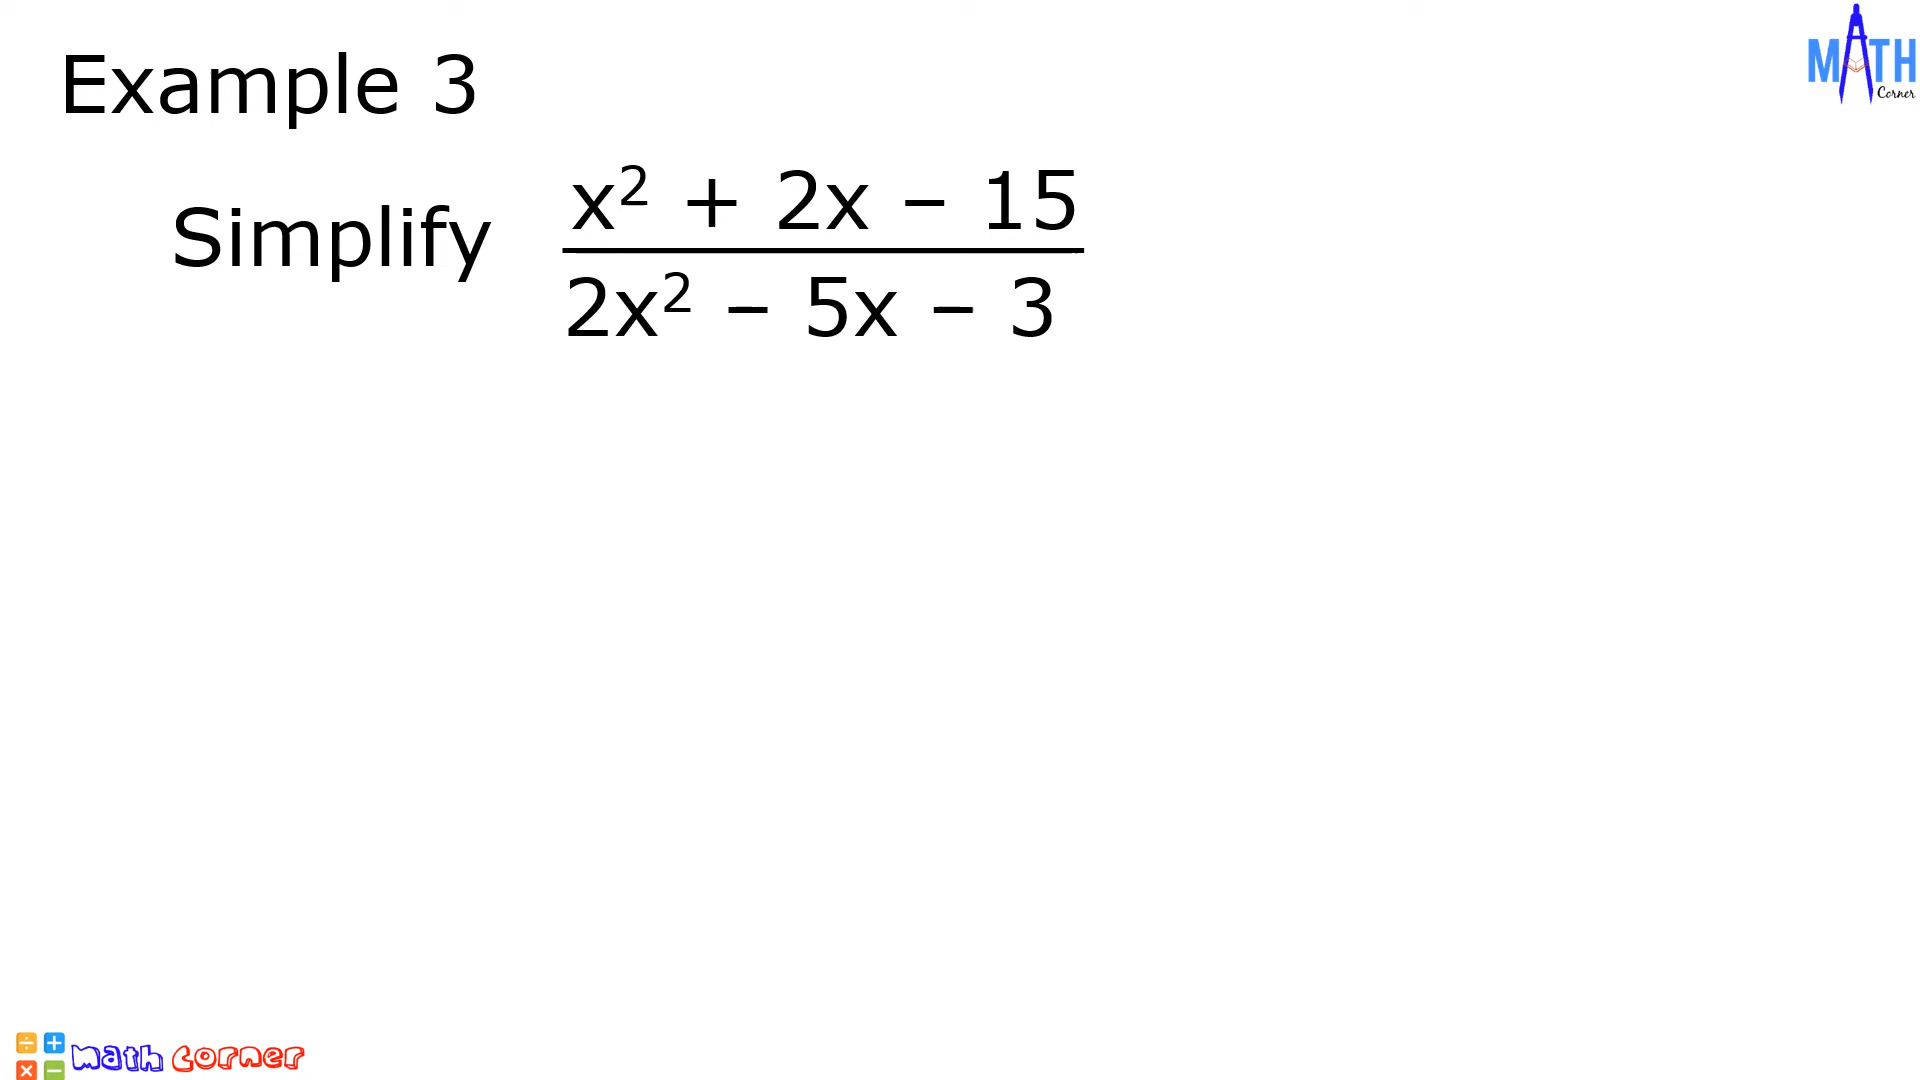 MATH
Corner
Example 3
Simplify x² + 2x – 15
2x² – 5x – 3
÷ +
× –
math corner